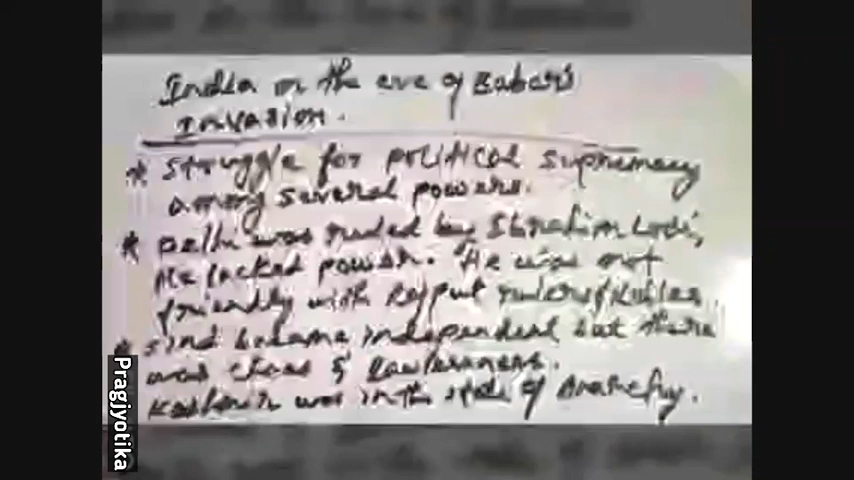 India on the eve of Babar's
Invasion.
* Struggle for political supremacy
among several powers.
* Delhi was ruled by Ibrahim Lodi,
He lacked power. He was not
friendly with Rajput rulers &
* Sind became independent but there
was chaos & lawlessness.
Kashmir was in the state of Anarchy.
Pragjyotika